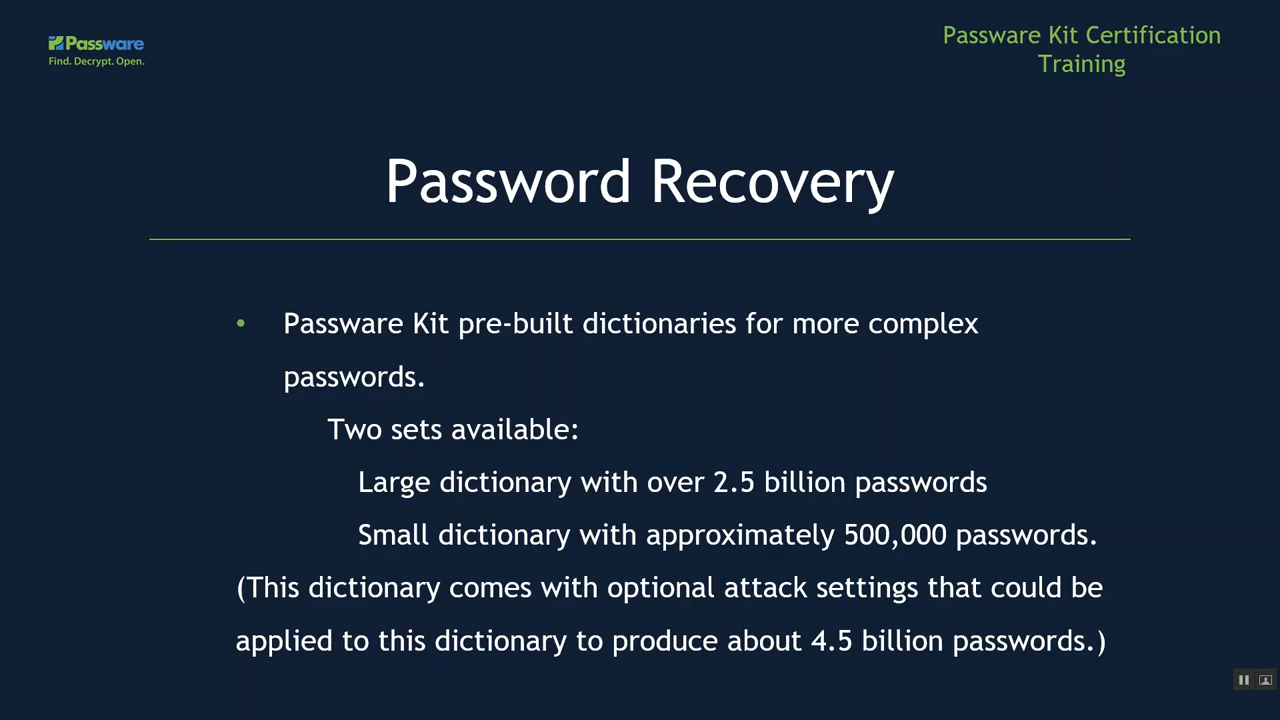 Passware
Find. Decrypt. Open.
Passware Kit Certification
Training
Password Recovery
• Passware Kit pre-built dictionaries for more complex
passwords.
Two sets available:
Large dictionary with over 2.5 billion passwords
Small dictionary with approximately 500,000 passwords.
(This dictionary comes with optional attack settings that could be
applied to this dictionary to produce about 4.5 billion passwords.)